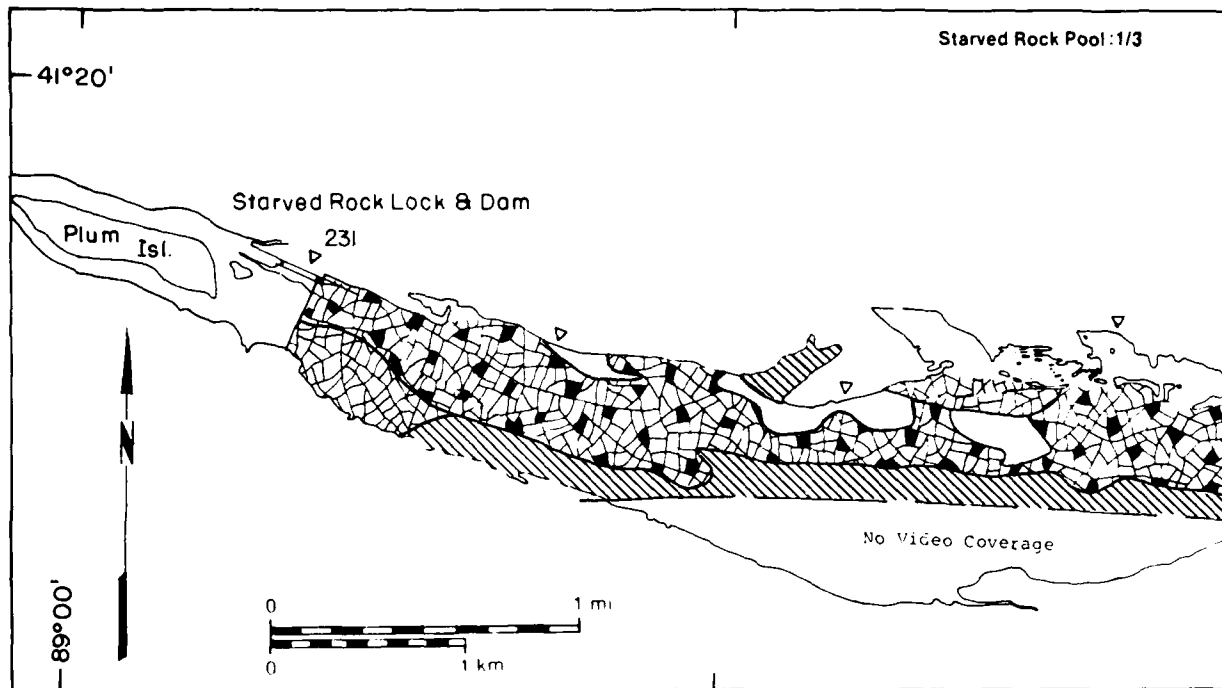 Starved Rock Pool:1/3
41°20'
Starved Rock Lock & Dam
231
Plum Isl.
N
No Video Coverage
0 1 mi
0 1 km
89°00'